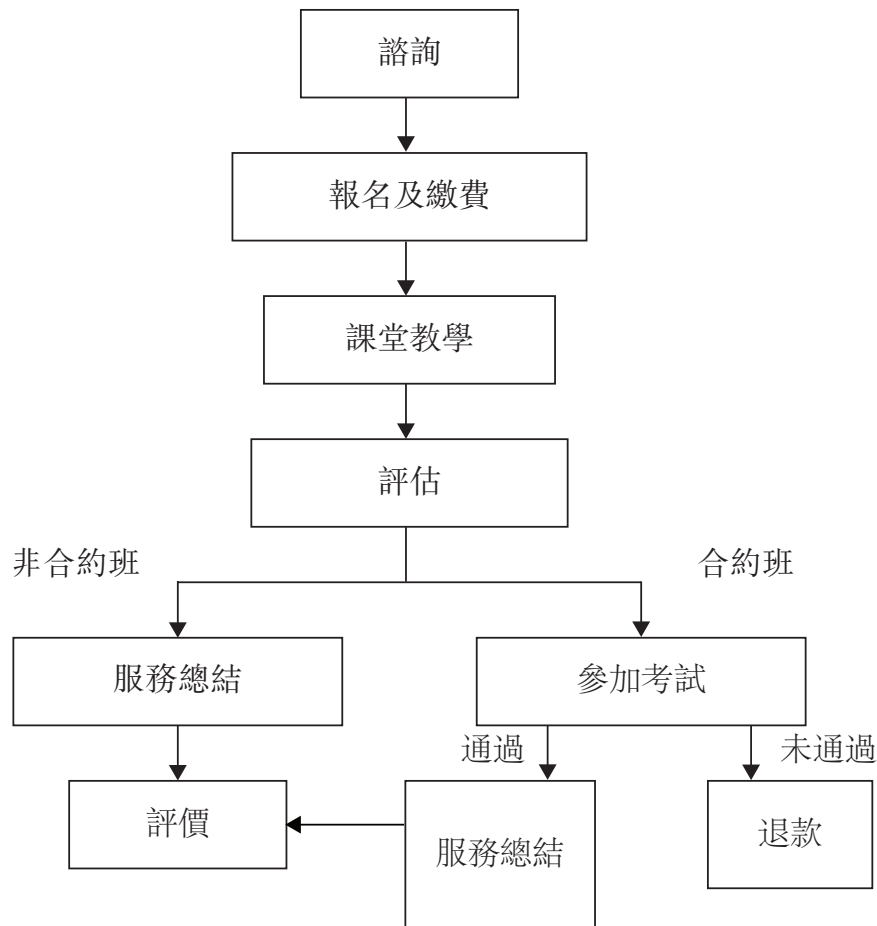 諮詢
報名及繳費
課堂教學
評估
非合約班
合約班
服務總結
參加考試
通過
未通過
評價
服務總結
退款